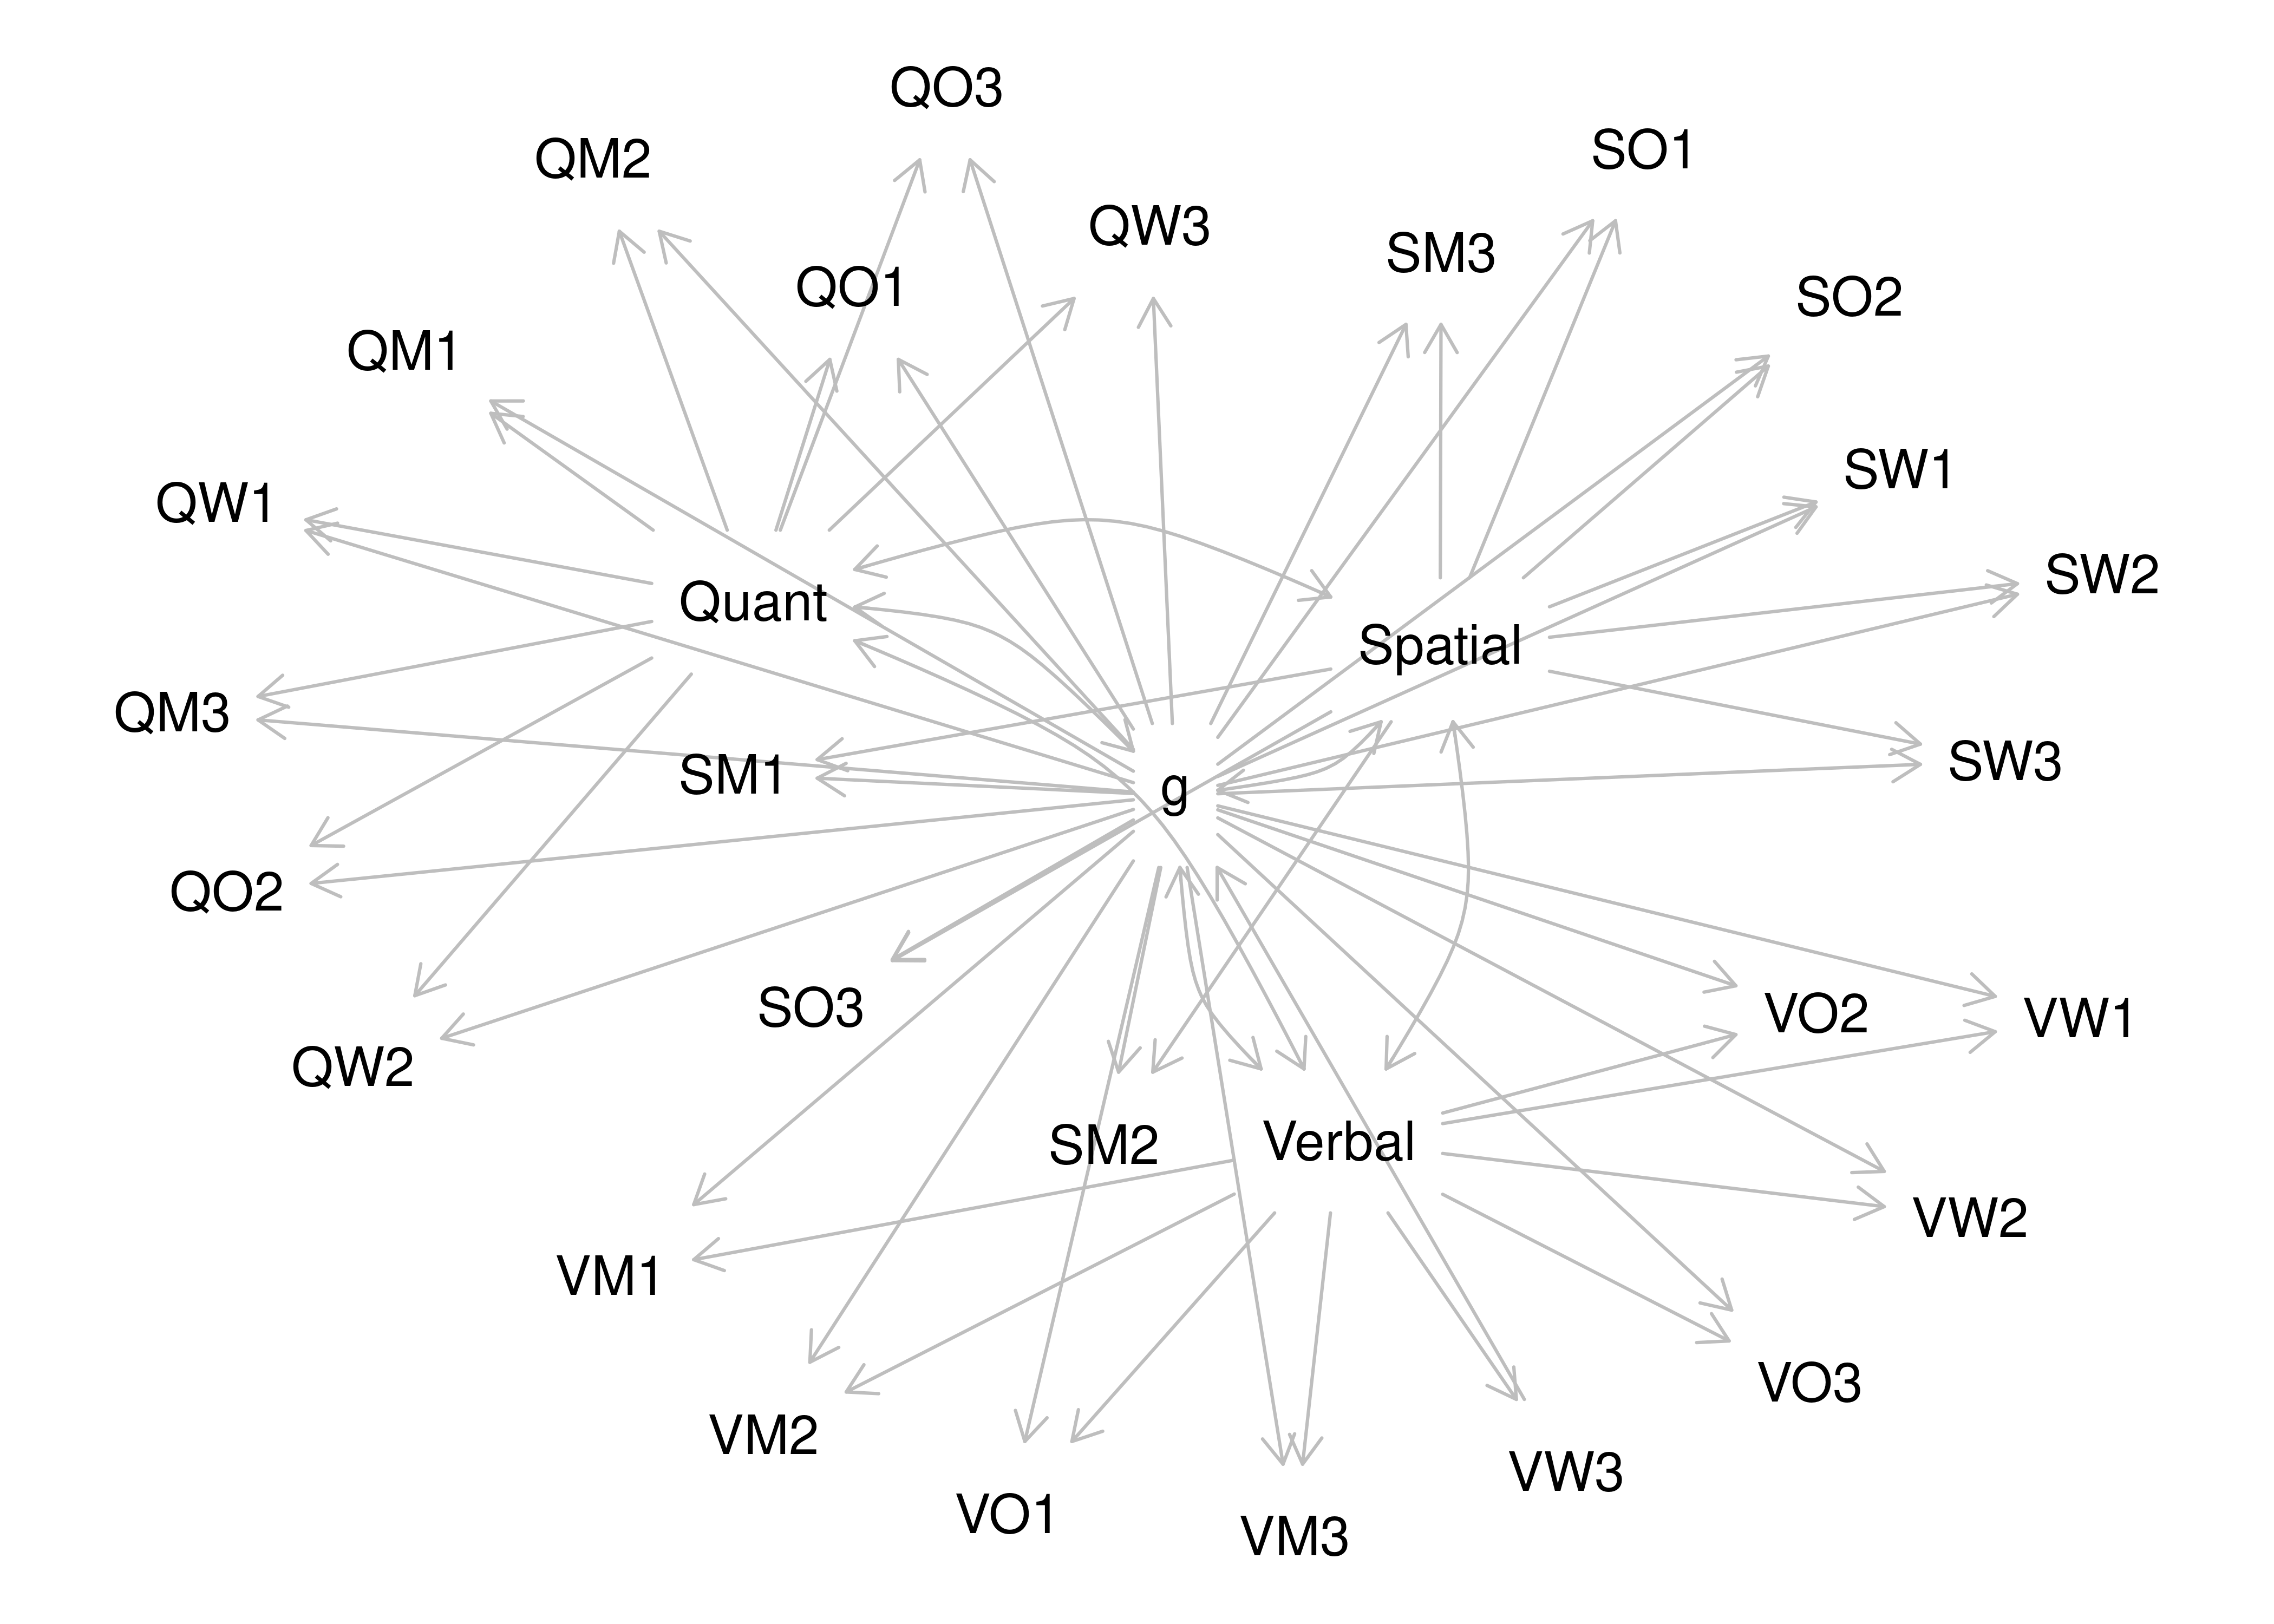 QO3
SO1
QM2
QW3
SM3
QO1
SO2
QM1
SW1
QW1
SW2
Quant
Spatial
QM3
SW3
SM1
g
QO2
SO3
VO2
VW1
QW2
SM2
Verbal
VW2
VM1
VO3
VM2
VW3
VO1
VM3